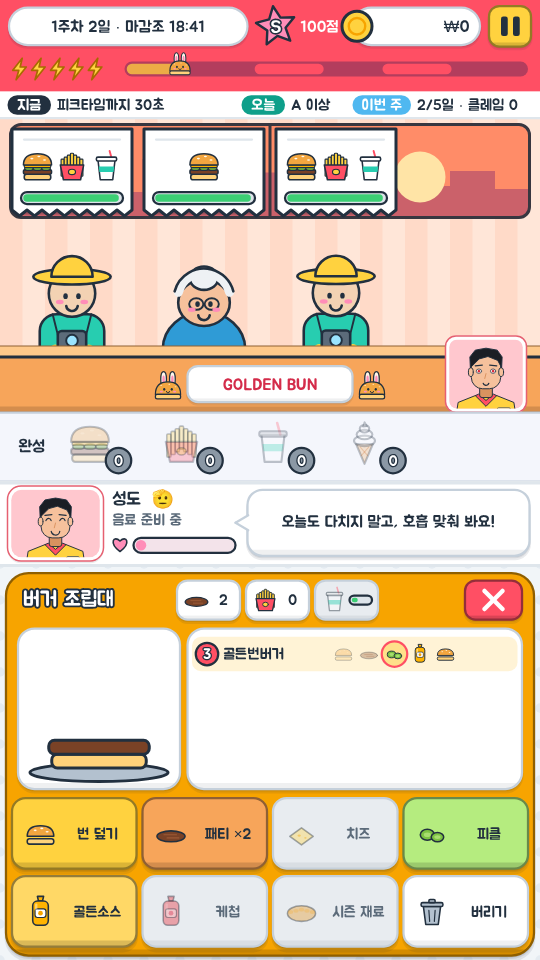 1주차 2일 · 마감조 18:41
S 100점
₩0
지금 피크타임까지 30초
오늘 A 이상
이번 주 2/5일 · 클레임 0
GOLDEN BUN
완성 0 0 0 0
성도
음료 준비 중
오늘도 다치지 말고, 호흡 맞춰 봐요!
버거 조립대 2 0
3 골든번버거
번 덮기
패티 ×2
치즈
피클
골든소스
케첩
시즌 재료
버리기